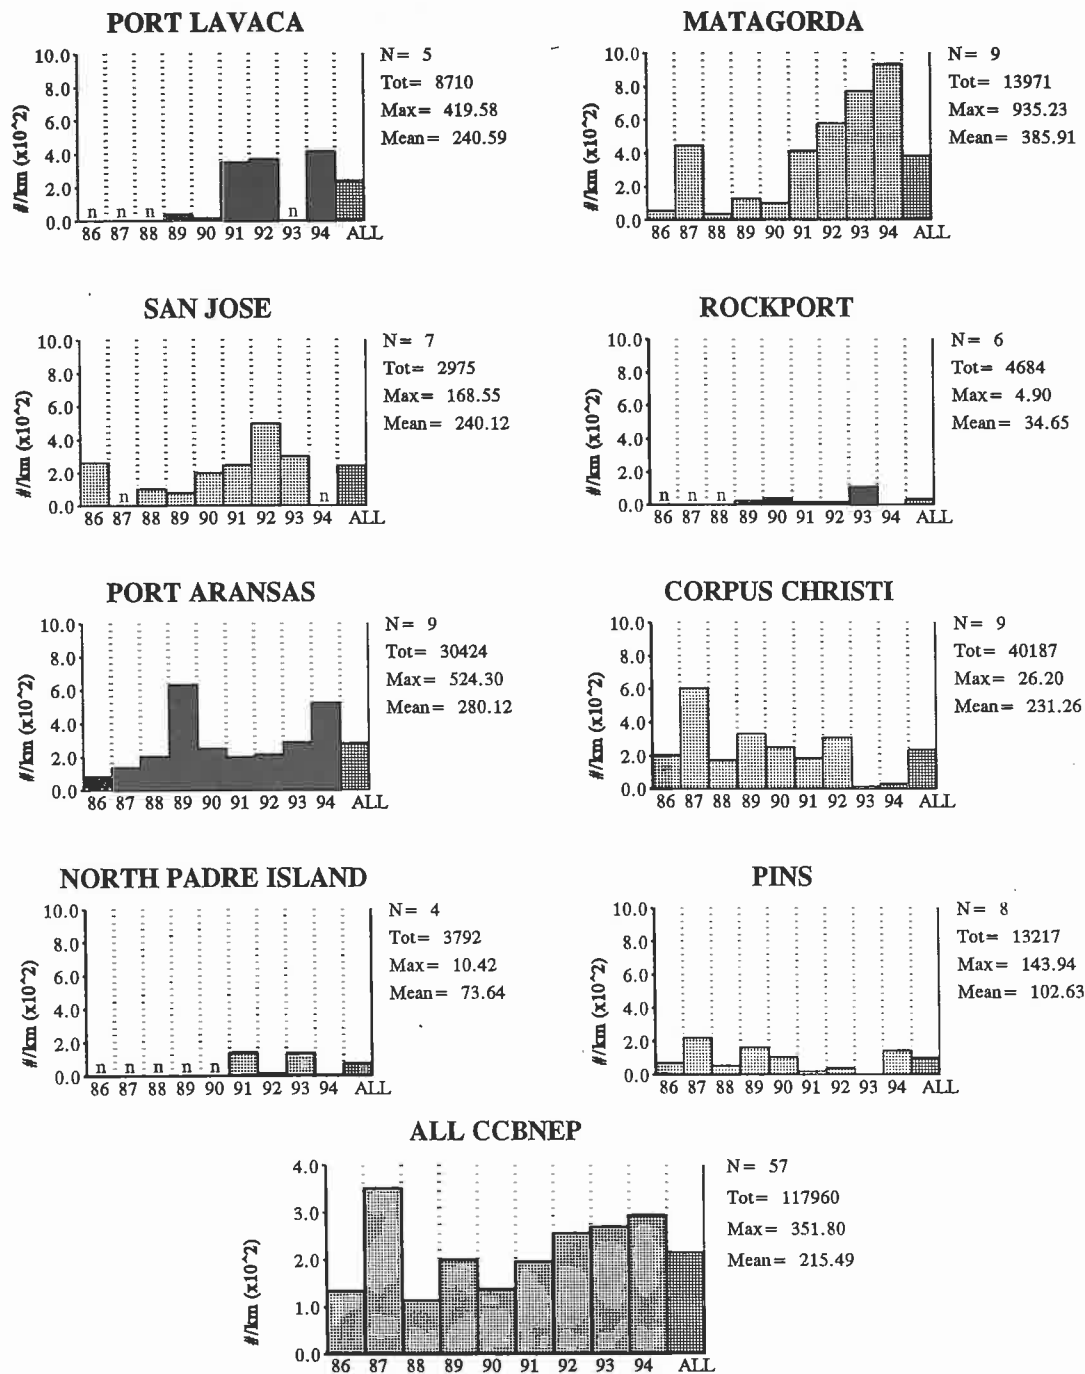 PORT LAVACA
#/km (x10^2)
10.0
8.0
6.0
4.0
2.0
0.0
n n n n
86 87 88 89 90 91 92 93 94 ALL
N= 5
Tot= 8710
Max= 419.58
Mean= 240.59
MATAGORDA
#/km (x10^2)
10.0
8.0
6.0
4.0
2.0
0.0
86 87 88 89 90 91 92 93 94 ALL
N= 9
Tot= 13971
Max= 935.23
Mean= 385.91
SAN JOSE
#/km (x10^2)
10.0
8.0
6.0
4.0
2.0
0.0
n n
86 87 88 89 90 91 92 93 94 ALL
N= 7
Tot= 2975
Max= 168.55
Mean= 240.12
ROCKPORT
#/km (x10^2)
10.0
8.0
6.0
4.0
2.0
0.0
n n n
86 87 88 89 90 91 92 93 94 ALL
N= 6
Tot= 4684
Max= 4.90
Mean= 34.65
PORT ARANSAS
#/km (x10^2)
10.0
8.0
6.0
4.0
2.0
0.0
86 87 88 89 90 91 92 93 94 ALL
N= 9
Tot= 30424
Max= 524.30
Mean= 280.12
CORPUS CHRISTI
#/km (x10^2)
10.0
8.0
6.0
4.0
2.0
0.0
86 87 88 89 90 91 92 93 94 ALL
N= 9
Tot= 40187
Max= 26.20
Mean= 231.26
NORTH PADRE ISLAND
#/km (x10^2)
10.0
8.0
6.0
4.0
2.0
0.0
n n n n n
86 87 88 89 90 91 92 93 94 ALL
N= 4
Tot= 3792
Max= 10.42
Mean= 73.64
PINS
#/km (x10^2)
10.0
8.0
6.0
4.0
2.0
0.0
86 87 88 89 90 91 92 93 94 ALL
N= 8
Tot= 13217
Max= 143.94
Mean= 102.63
ALL CCBNEP
#/km (x10^2)
4.0
3.0
2.0
1.0
0.0
86 87 88 89 90 91 92 93 94 ALL
N= 57
Tot= 117960
Max= 351.80
Mean= 215.49